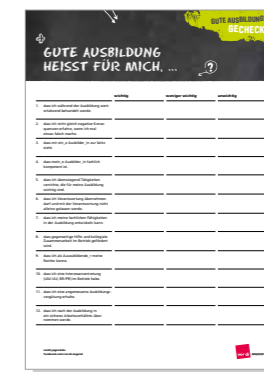 GUTE AUSBILDUNG
GECHECKT
GUTE AUSBILDUNG
HEISST FÜR MICH, ...
wichtig weniger wichtig unwichtig
1. dass ich während der Ausbildung wert-
schätzend behandelt werde.
2. dass ich nicht gleich negative Konse-
quenzen erfahre, wenn ich mal
etwas falsch mache.
3. dass mir ein_e Ausbilder_in zur Seite
steht.
4. dass mein_e Ausbilder_in fachlich
kompetent ist.
5. dass ich überwiegend Tätigkeiten
verrichte, die für meine Ausbildung
wichtig sind.
6. dass ich Verantwortung übernehmen
darf und mit der Verantwortung nicht
alleine gelassen werde.
7. dass ich meine fachlichen Fähigkeiten
in der Ausbildung entwickeln kann.
8. dass gegenseitige Hilfe und kollegiale
Zusammenarbeit im Betrieb gefördert
wird.
9. dass ich als Auszubildende_r meine
Rechte kenne.
10. dass ich eine Interessenvertretung
(JAV/BR/PR) im Betrieb habe.
11. dass ich eine angemessene Ausbildungs-
vergütung erhalte.
12. dass ich nach der Ausbildung in
ein sicheres Arbeitsverhältnis über-
nommen werde.
ver.di